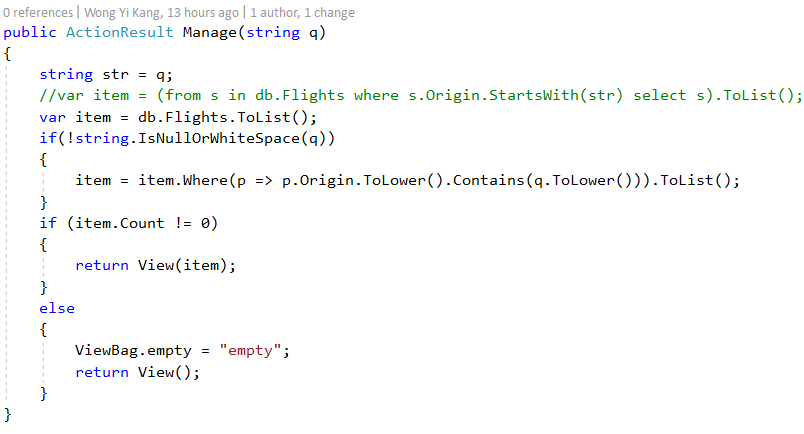 0 references | Wong Yi Kang, 13 hours ago | 1 author, 1 change
public ActionResult Manage(string q)
{
    string str = q;
    //var item = (from s in db.Flights where s.Origin.StartsWith(str) select s).ToList();
    var item = db.Flights.ToList();
    if(!string.IsNullOrWhiteSpace(q))
    {
        item = item.Where(p => p.Origin.ToLower().Contains(q.ToLower())).ToList();
    }
    if (item.Count != 0)
    {
        return View(item);
    }
    else
    {
        ViewBag.empty = "empty";
        return View();
    }
}